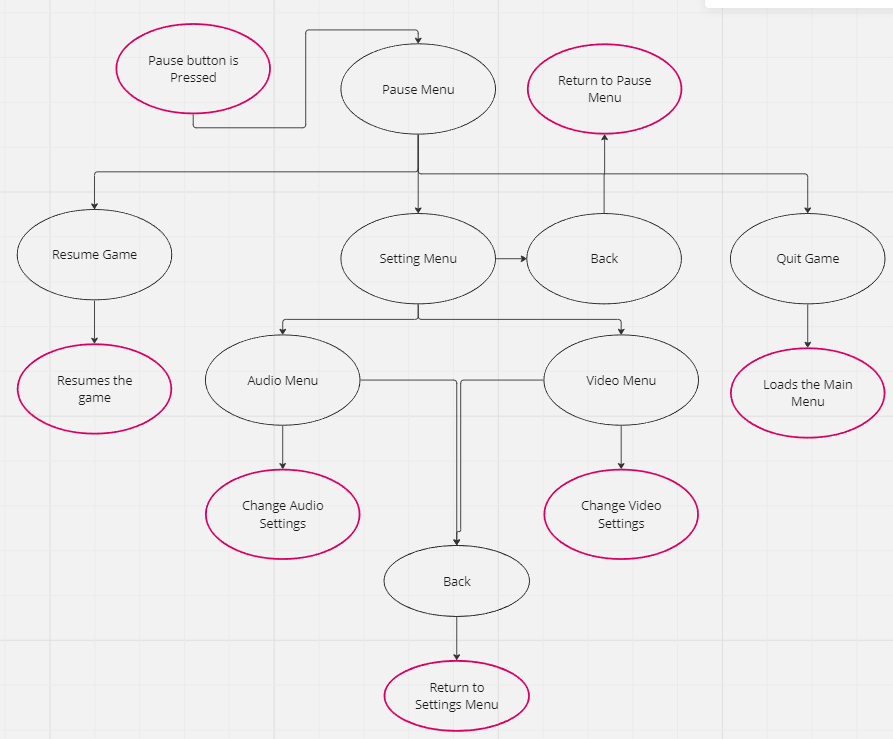 Pause button is
Pressed
Pause Menu
Return to Pause
Menu
Resume Game
Setting Menu
Back
Quit Game
Resumes the
game
Audio Menu
Video Menu
Loads the Main
Menu
Change Audio
Settings
Change Video
Settings
Back
Return to
Settings Menu